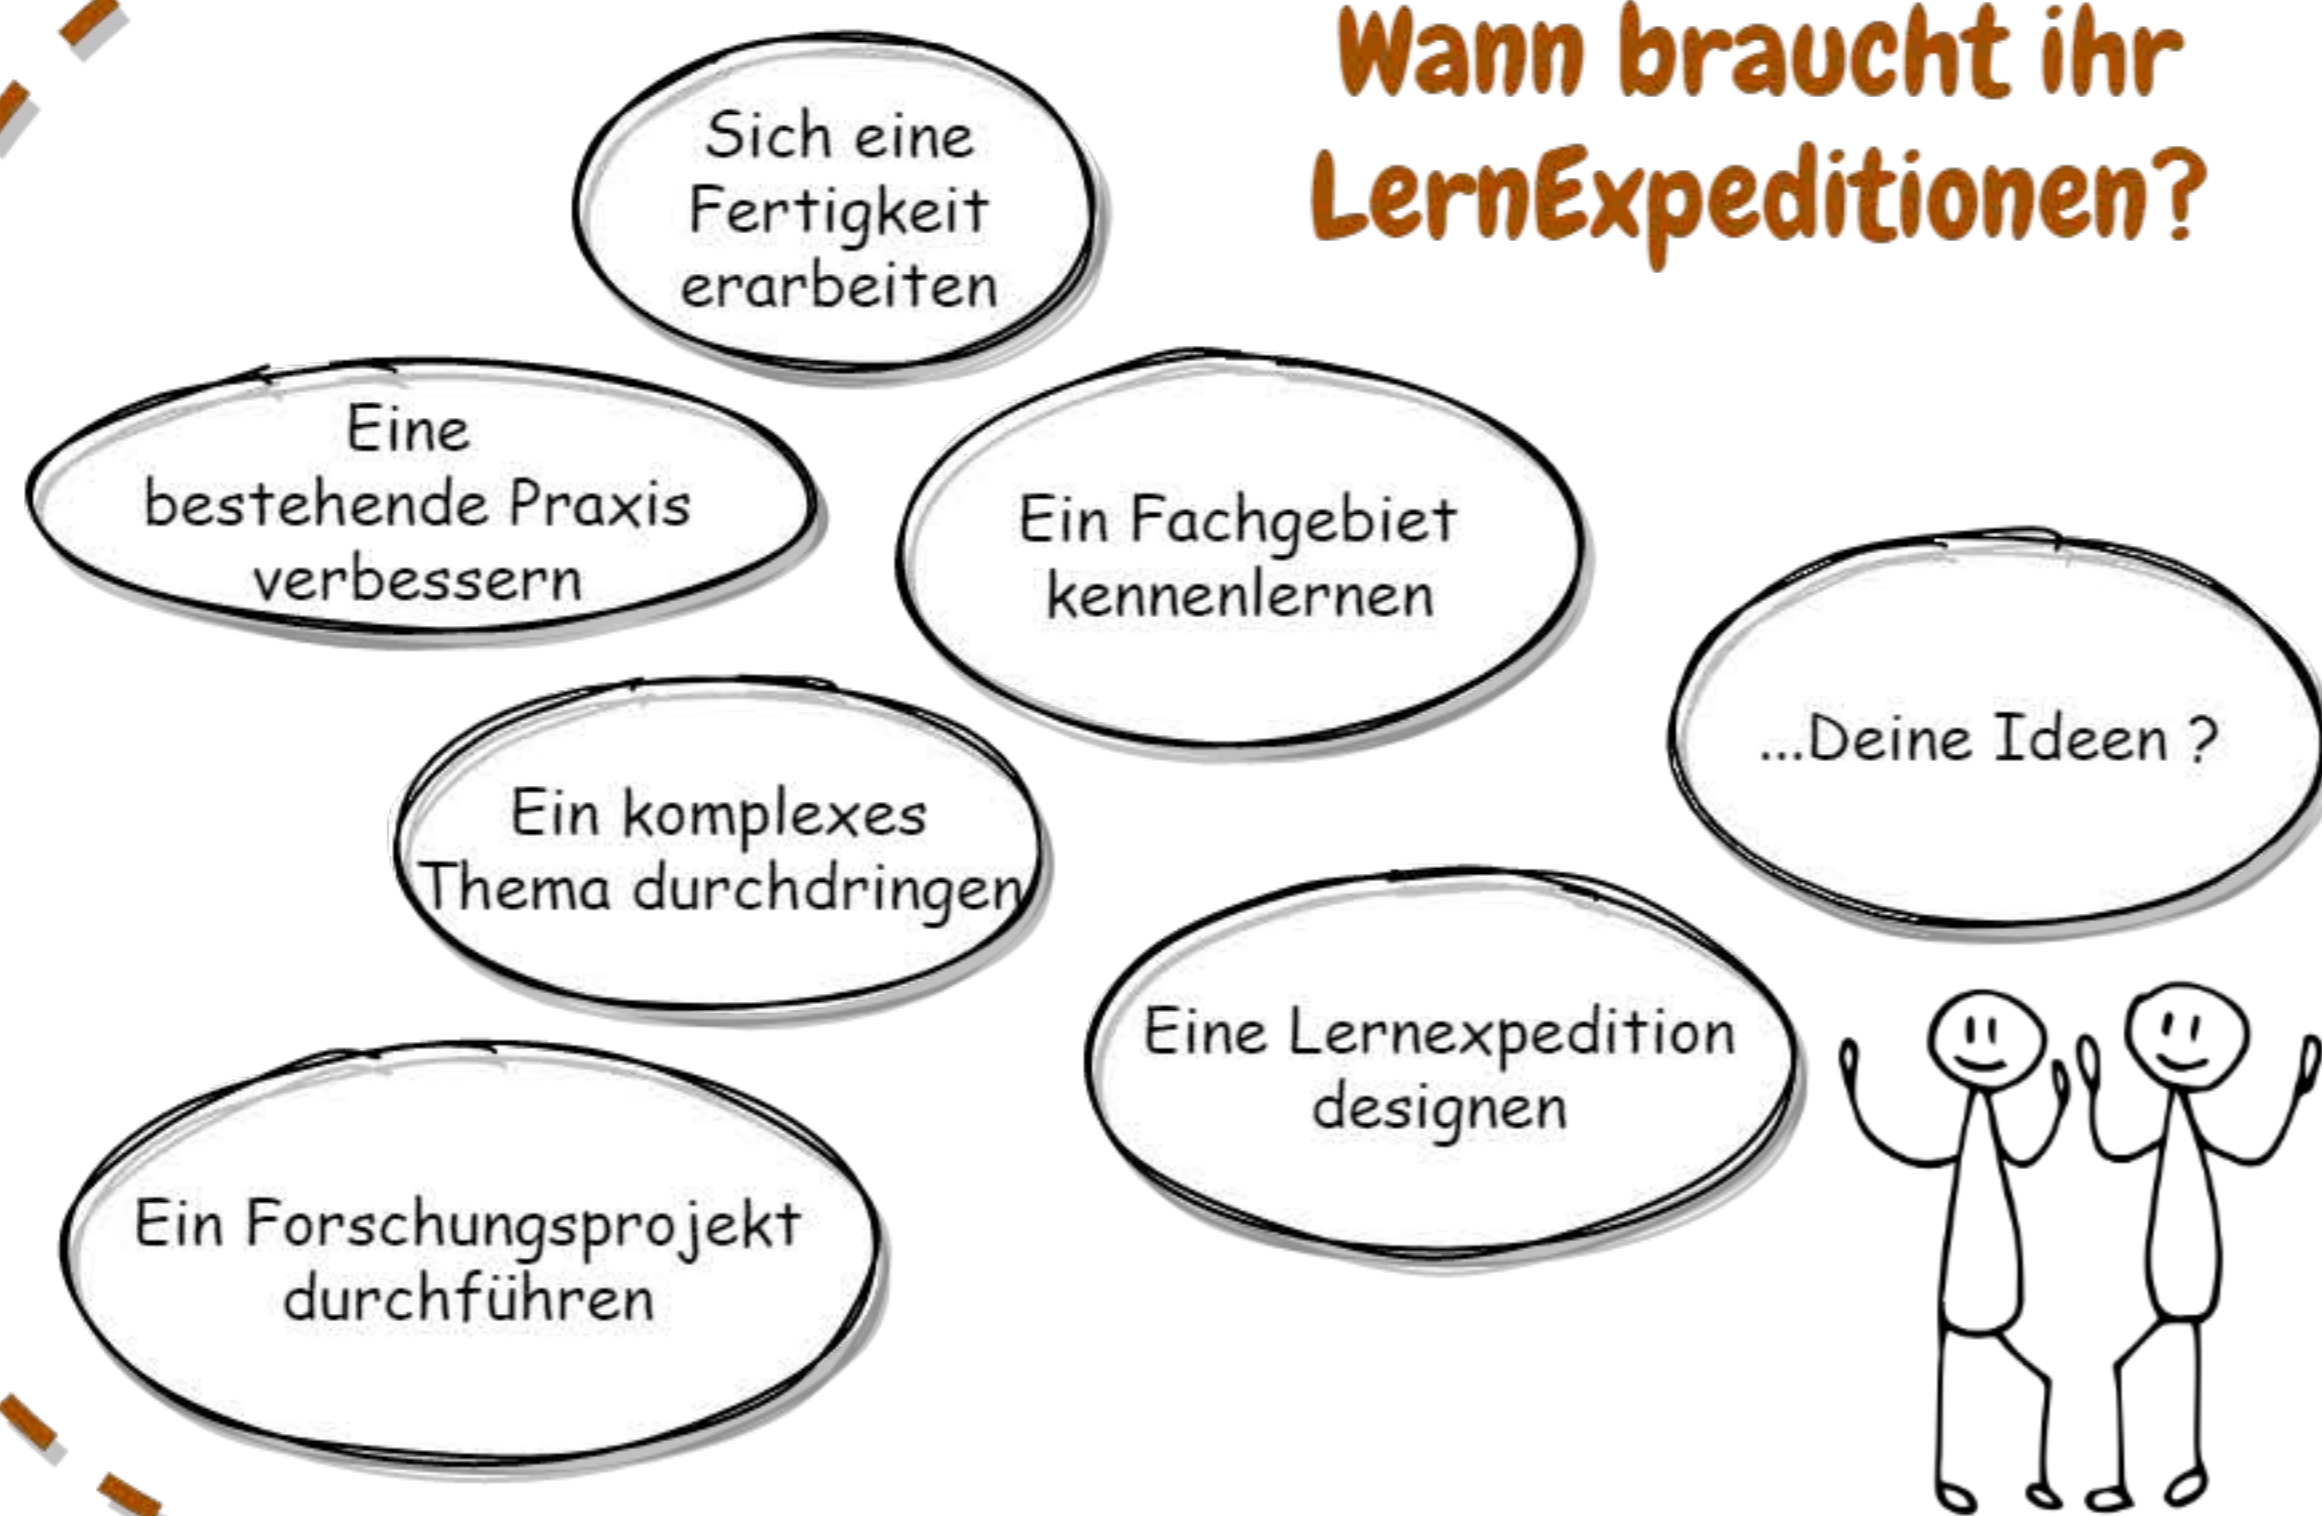 Wann braucht ihr
LernExpeditionen?
Sich eine
Fertigkeit
erarbeiten
Eine
bestehende Praxis
verbessern
Ein Fachgebiet
kennenlernen
...Deine Ideen ?
Ein komplexes
Thema durchdringen
Eine Lernexpedition
designen
Ein Forschungsprojekt
durchführen